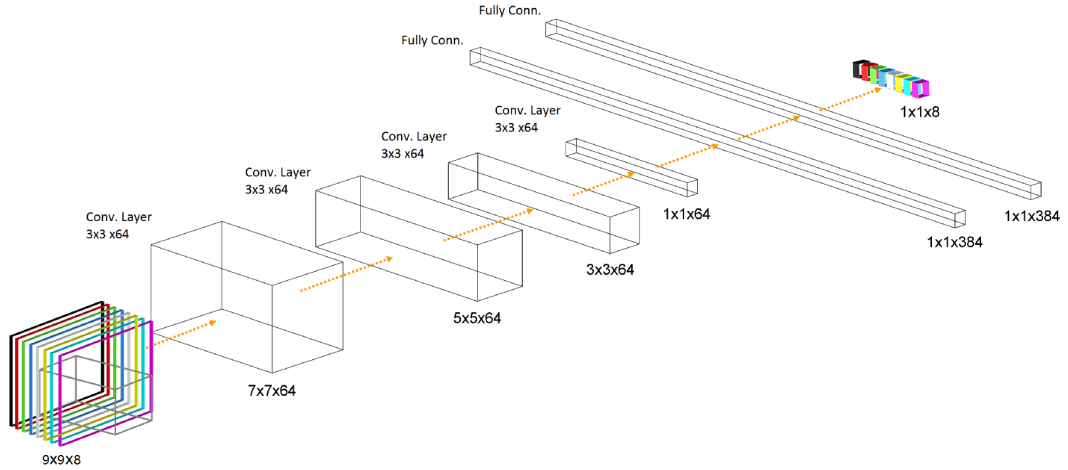 Fully Conn.
Fully Conn.
1x1x8
Conv. Layer
3x3 x64
Conv. Layer
3x3 x64
Conv. Layer
3x3 x64
Conv. Layer
3x3 x64
1x1x384
1x1x384
1x1x64
3x3x64
5x5x64
7x7x64
9x9x8